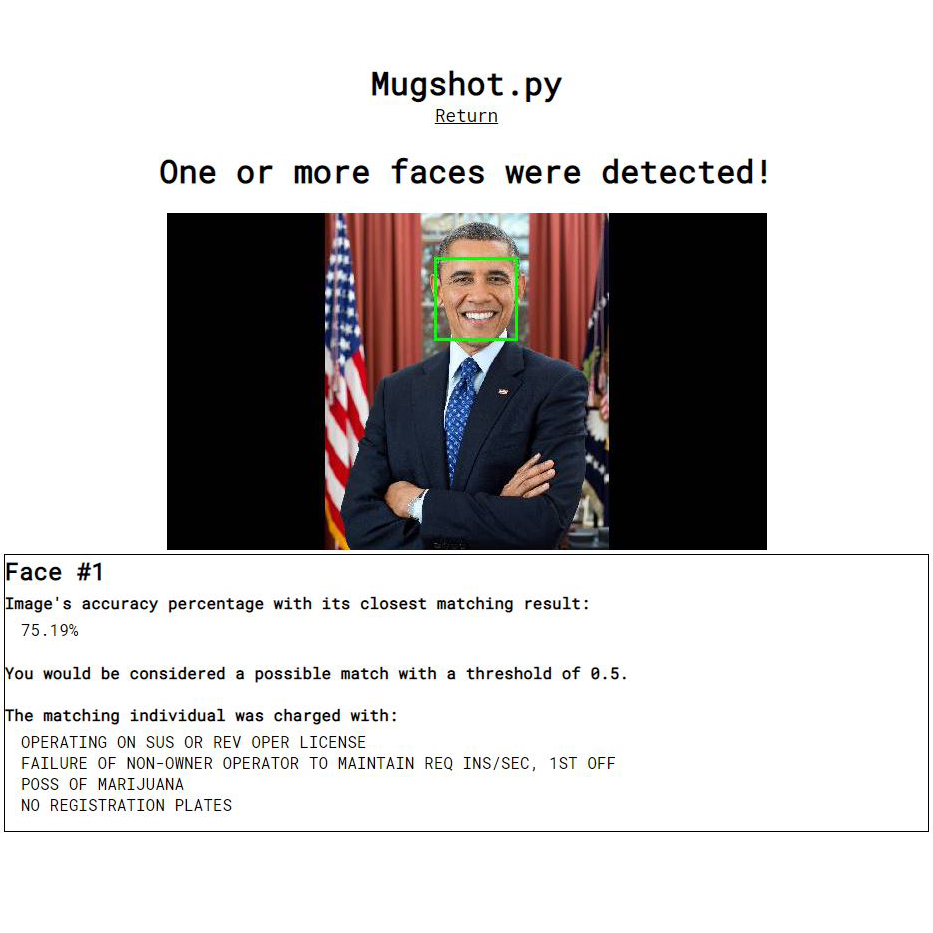 Mugshot.py
Return
One or more faces were detected!
Face #1
Image's accuracy percentage with its closest matching result:
75.19%
You would be considered a possible match with a threshold of 0.5.
The matching individual was charged with:
OPERATING ON SUS OR REV OPER LICENSE
FAILURE OF NON-OWNER OPERATOR TO MAINTAIN REQ INS/SEC, 1ST OFF
POSS OF MARIJUANA
NO REGISTRATION PLATES